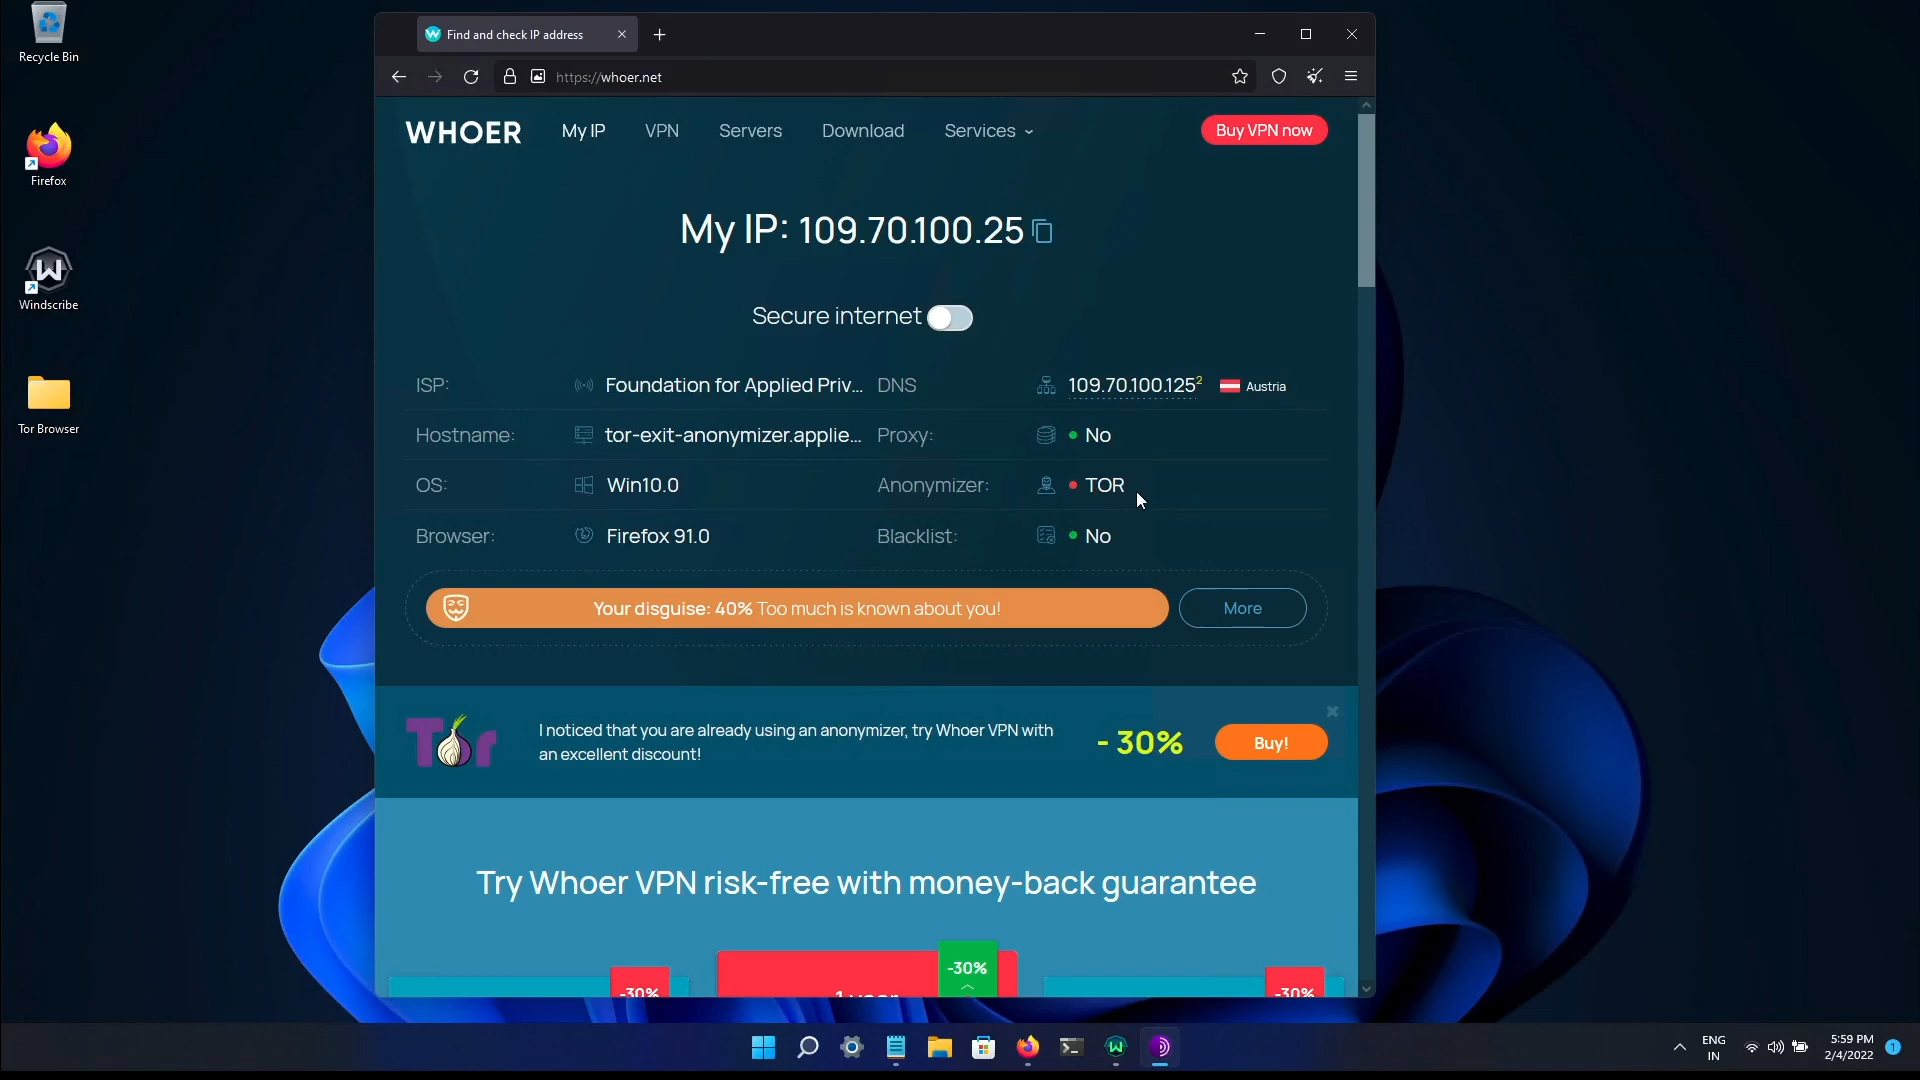 Recycle Bin
Firefox
Windscribe
Tor Browser
Find and check IP address
https://whoer.net
WHOER
My IP
VPN
Servers
Download
Services
Buy VPN now
My IP: 109.70.100.25
Secure internet
ISP: Foundation for Applied Priv... DNS 109.70.100.125² Austria
Hostname: tor-exit-anonymizer.applie... Proxy: No
OS: Win10.0 Anonymizer: TOR
Browser: Firefox 91.0 Blacklist: No
Your disguise: 40% Too much is known about you!
More
Tor
I noticed that you are already using an anonymizer, try Whoer VPN with
an excellent discount!
- 30%
Buy!
Try Whoer VPN risk-free with money-back guarantee
-30%
1 year
-30%
-30%
ENG
IN
5:59 PM
2/4/2022
1